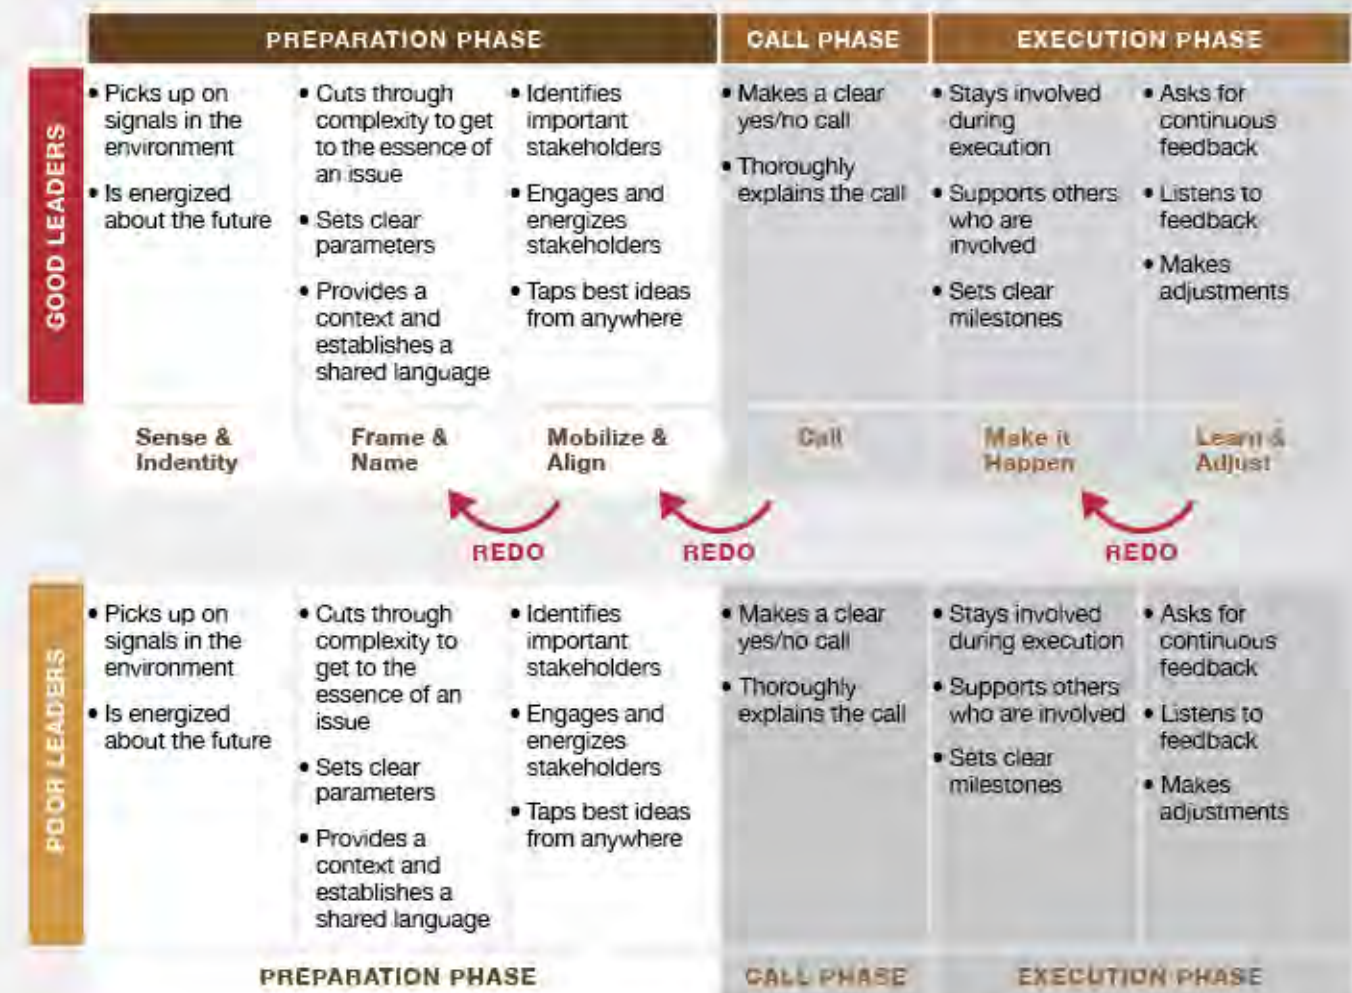 PREPARATION PHASE
CALL PHASE
EXECUTION PHASE
GOOD LEADERS
• Picks up on
signals in the
environment
• Is energized
about the future
• Cuts through
complexity to get
to the essence of
an issue
• Sets clear
parameters
• Provides a
context and
establishes a
shared language
• Identifies
important
stakeholders
• Engages and
energizes
stakeholders
• Taps best ideas
from anywhere
• Makes a clear
yes/no call
• Thoroughly
explains the call
• Stays involved
during
execution
• Supports others
who are
involved
• Sets clear
milestones
• Asks for
continuous
feedback
• Listens to
feedback
• Makes
adjustments
Sense &
Indentity
Frame &
Name
Mobilize &
Align
Call
Make it
Happen
Learn &
Adjust
REDO
REDO
REDO
POOR LEADERS
• Picks up on
signals in the
environment
• Is energized
about the future
• Cuts through
complexity to
get to the
essence of an
issue
• Sets clear
parameters
• Provides a
context and
establishes a
shared language
• Identifies
important
stakeholders
• Engages and
energizes
stakeholders
• Taps best ideas
from anywhere
• Makes a clear
yes/no call
• Thoroughly
explains the call
• Stays involved
during execution
• Supports others
who are involved
• Sets clear
milestones
• Asks for
continuous
feedback
• Listens to
feedback
• Makes
adjustments
PREPARATION PHASE
CALL PHASE
EXECUTION PHASE